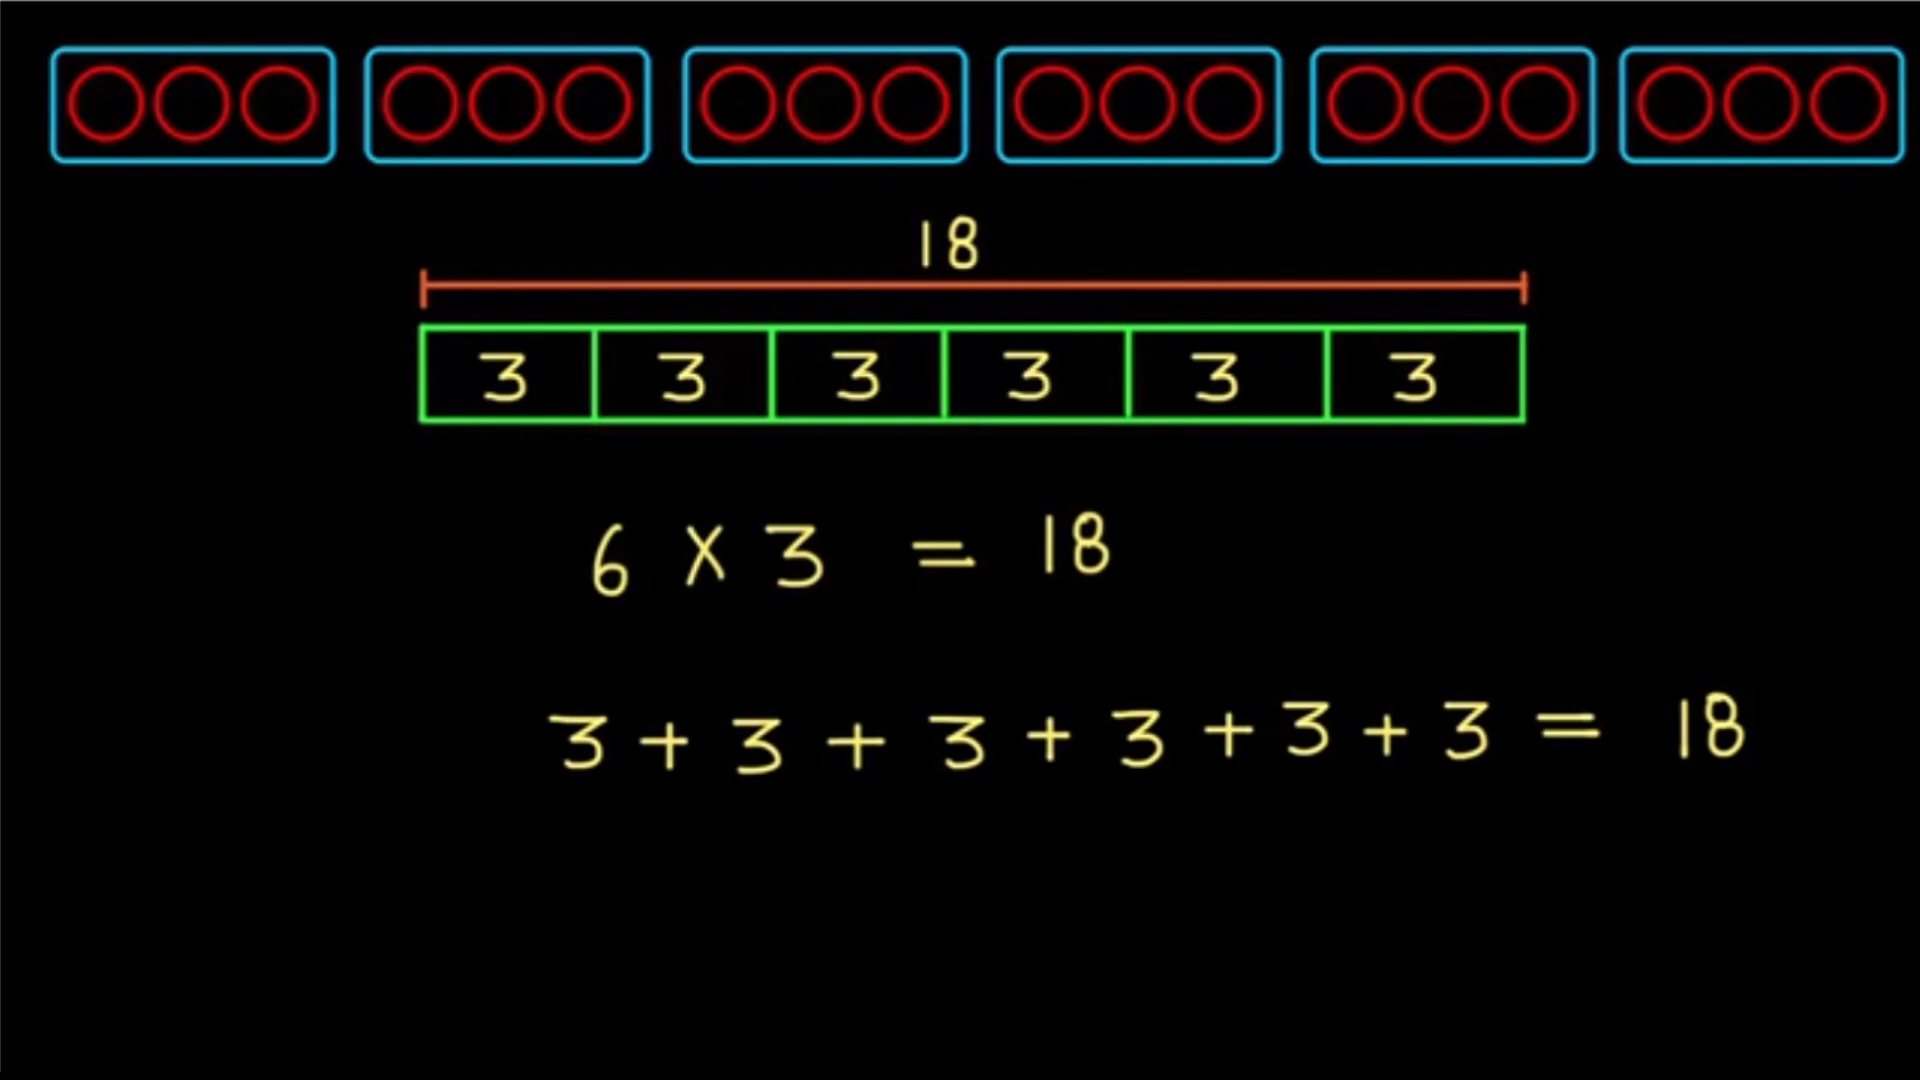 18
3 3 3 3 3 3
6 X 3 = 18
3 + 3 + 3 + 3 + 3 + 3 = 18